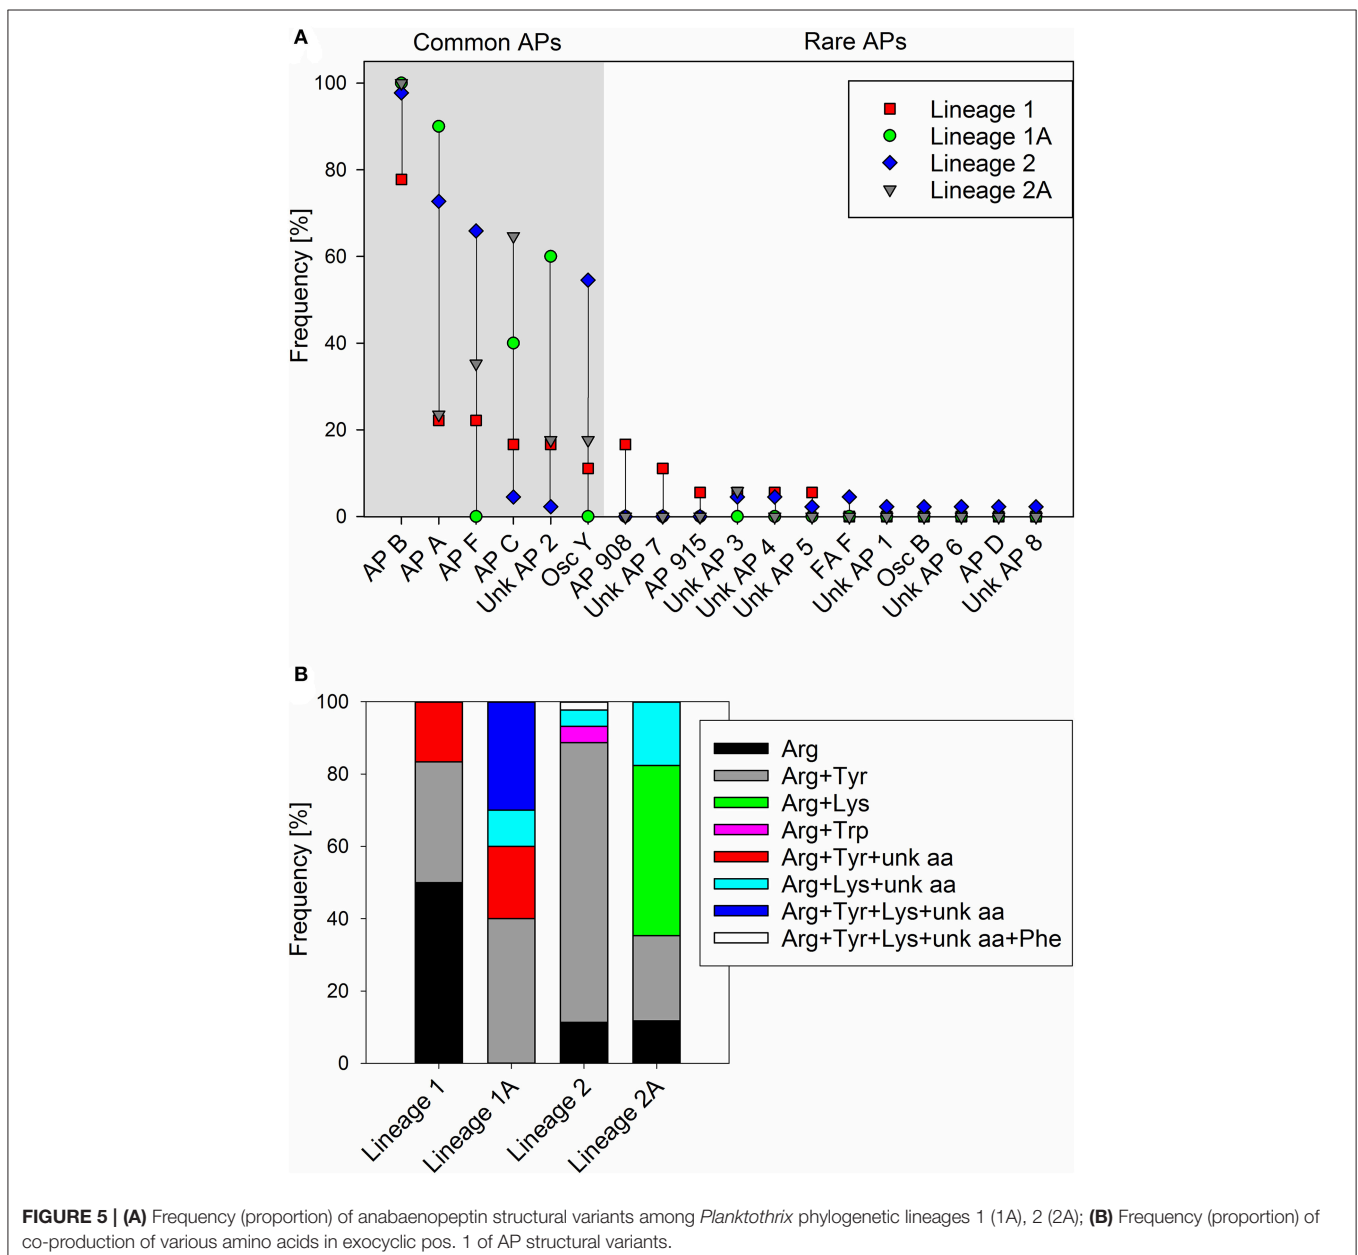 A
Common APs
Rare APs
Frequency [%]
100
80
60
40
20
0
Lineage 1
Lineage 1A
Lineage 2
Lineage 2A
AP B
AP A
AP F
AP C
Unk AP 2
Osc Y
AP 908
Unk AP 7
AP 915
Unk AP 3
Unk AP 4
Unk AP 5
FA F
Unk AP 1
Osc B
Unk AP 6
AP D
Unk AP 8
B
Frequency [%]
100
80
60
40
20
0
Arg
Arg+Tyr
Arg+Lys
Arg+Trp
Arg+Tyr+unk aa
Arg+Lys+unk aa
Arg+Tyr+Lys+unk aa
Arg+Tyr+Lys+unk aa+Phe
Lineage 1
Lineage 1A
Lineage 2
Lineage 2A
FIGURE 5 | (A) Frequency (proportion) of anabaenopeptin structural variants among Planktothrix phylogenetic lineages 1 (1A), 2 (2A); (B) Frequency (proportion) of
co-production of various amino acids in exocyclic pos. 1 of AP structural variants.